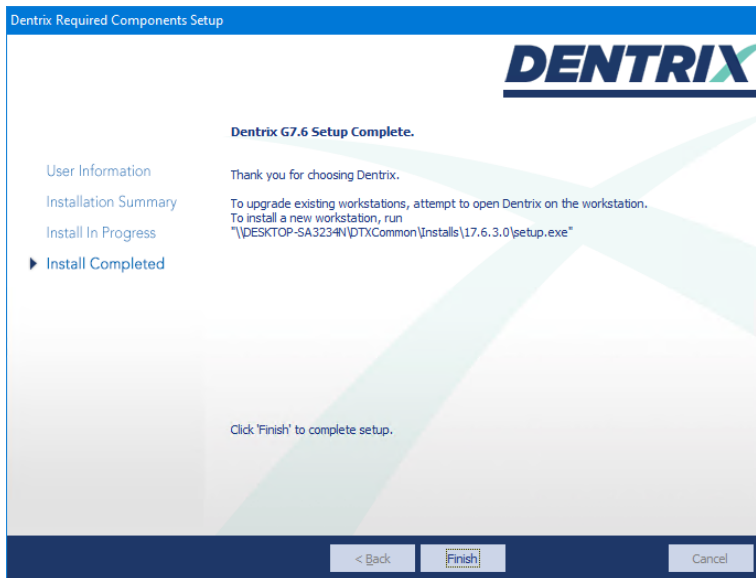 Dentrix Required Components Setup
DENTRIX
Dentrix G7.6 Setup Complete.
User Information
Installation Summary
Install In Progress
Install Completed
Thank you for choosing Dentrix.
To upgrade existing workstations, attempt to open Dentrix on the workstation.
To install a new workstation, run
"\\DESKTOP-SA3234N\DTXCommon\Installs\17.6.3.0\setup.exe"
Click 'Finish' to complete setup.
< Back
Finish
Cancel